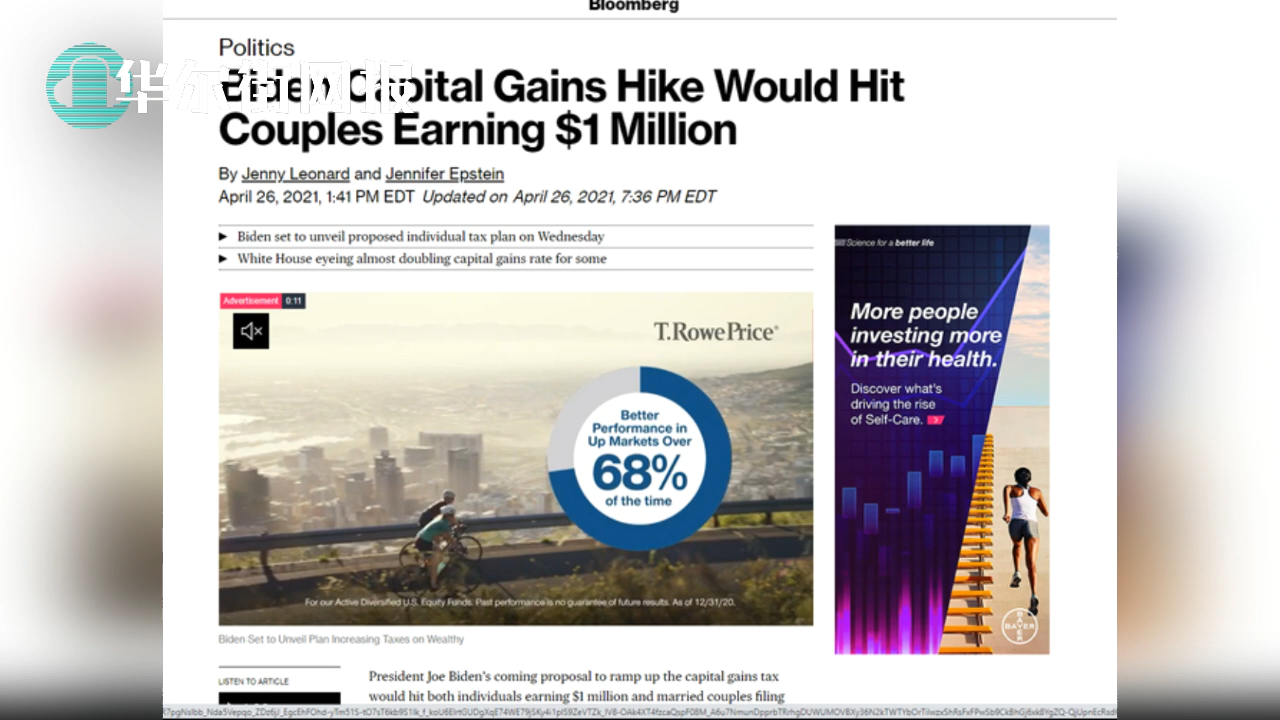 Bloomberg
Politics
华尔街网报
Biden Capital Gains Hike Would Hit
Couples Earning $1 Million
By Jenny Leonard and Jennifer Epstein
April 26, 2021, 1:41 PM EDT Updated on April 26, 2021, 7:36 PM EDT
Biden set to unveil proposed individual tax plan on Wednesday
White House eyeing almost doubling capital gains rate for some
Advertisement 0:11
T.RowePrice
Better
Performance in
Up Markets Over
68%
of the time
For our Active Diversified U.S. Equity Funds. Past performance is no guarantee of future results. As of 12/31/20.
Biden Set to Unveil Plan Increasing Taxes on Wealthy
Science for a better life
More people
investing more
in their health.
Discover what's
driving the rise
of Self-Care.
BAYER
BAYER
LISTEN TO ARTICLE
President Joe Biden's coming proposal to ramp up the capital gains tax
would hit both individuals earning $1 million and married couples filing